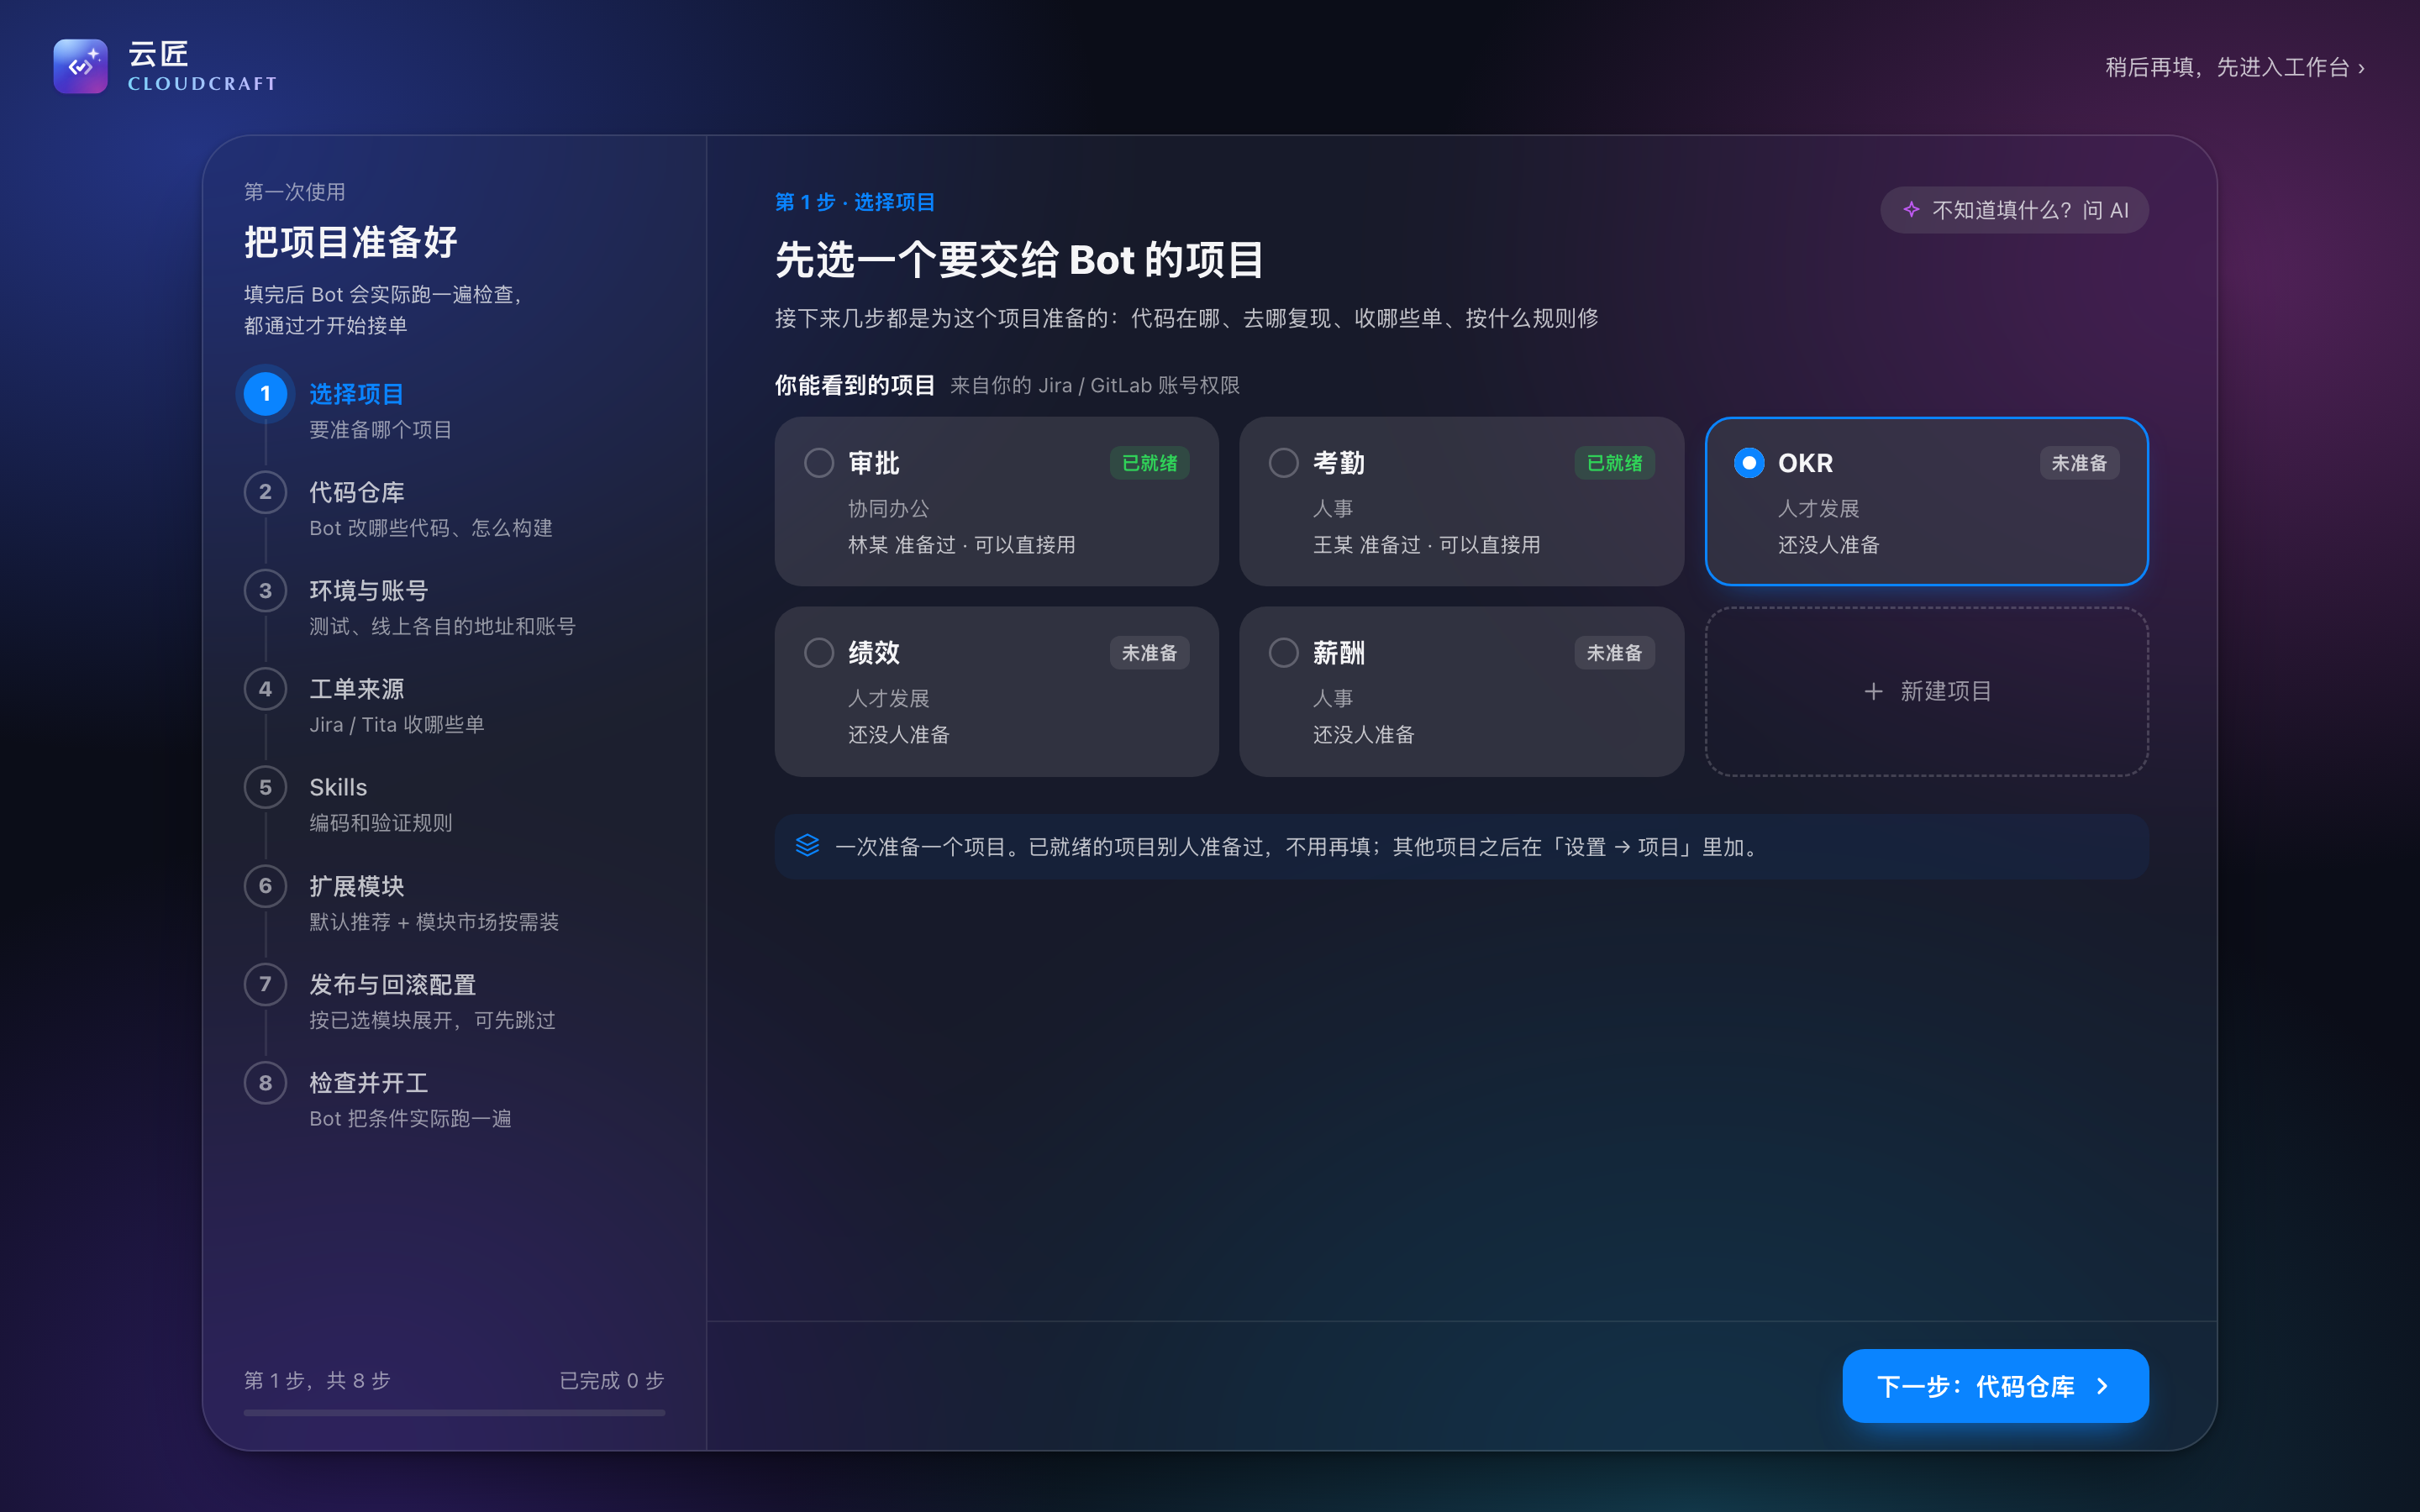 云匠
CLOUDCRAFT
稍后再填，先进入工作台 ›
第一次使用
把项目准备好
填完后 Bot 会实际跑一遍检查，
都通过才开始接单
1 选择项目
要准备哪个项目
2 代码仓库
Bot 改哪些代码、怎么构建
3 环境与账号
测试、线上各自的地址和账号
4 工单来源
Jira / Tita 收哪些单
5 Skills
编码和验证规则
6 扩展模块
默认推荐 + 模块市场按需装
7 发布与回滚配置
按已选模块展开，可先跳过
8 检查并开工
Bot 把条件实际跑一遍
第 1 步，共 8 步 已完成 0 步
第 1 步 · 选择项目
不知道填什么？问 AI
先选一个要交给 Bot 的项目
接下来几步都是为这个项目准备的：代码在哪、去哪复现、收哪些单、按什么规则修
你能看到的项目 来自你的 Jira / GitLab 账号权限
审批 已就绪
协同办公
林某 准备过 · 可以直接用
考勤 已就绪
人事
王某 准备过 · 可以直接用
OKR 未准备
人才发展
还没人准备
绩效 未准备
人才发展
还没人准备
薪酬 未准备
人事
还没人准备
+ 新建项目
一次准备一个项目。已就绪的项目别人准备过，不用再填；其他项目之后在「设置 → 项目」里加。
下一步：代码仓库 ›